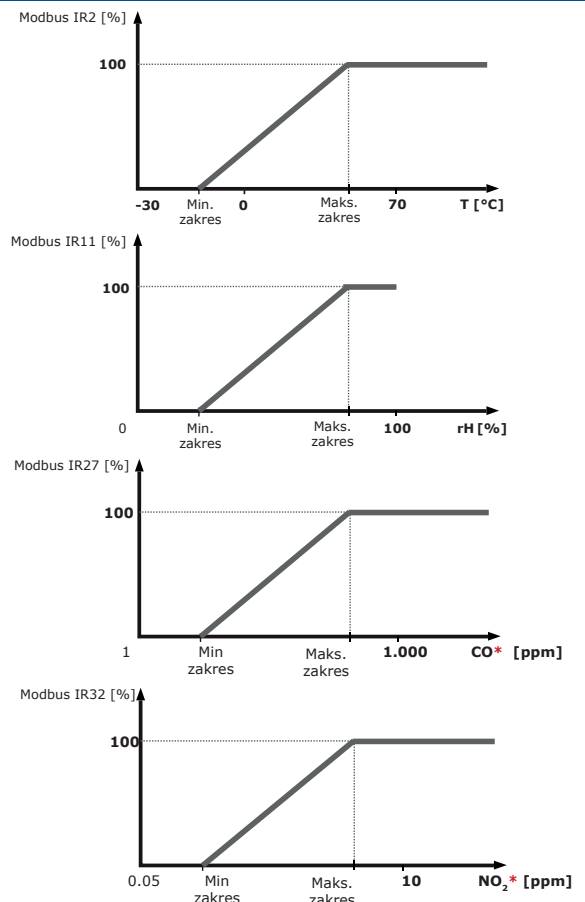 Modbus IR2 [%]
100
-30 Min. zakres 0 Maks. zakres 70 T [°C]
Modbus IR11 [%]
100
0 Min. zakres Maks. zakres 100 rH [%]
Modbus IR27 [%]
100
1 Min zakres Maks. zakres 1.000 CO* [ppm]
Modbus IR32 [%]
100
0.05 Min zakres Maks. zakres 10 NO₂* [ppm]